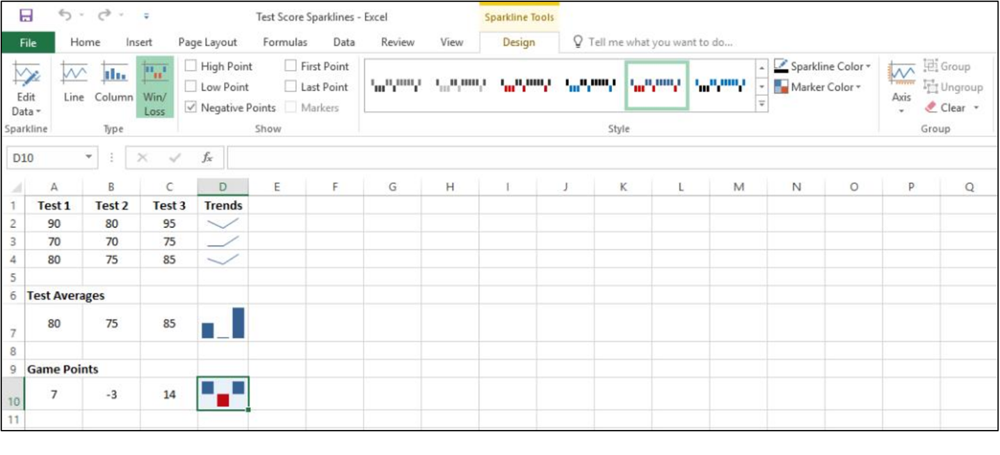 Test Score Sparklines - Excel
Sparkline Tools
File Home Insert Page Layout Formulas Data Review View Design Tell me what you want to do...
Edit Data
Line
Column
Win/ Loss
High Point First Point
Low Point Last Point
Negative Points Markers
Sparkline Color
Marker Color
Axis
Group
Ungroup
Clear
Sparkline Type Show Style Group
D10 fx
A B C D E F G H I J K L M N O P Q
1 Test 1 Test 2 Test 3 Trends
2 90 80 95
3 70 70 75
4 80 75 85
5
6 Test Averages
7 80 75 85
8
9 Game Points
10 7 -3 14
11